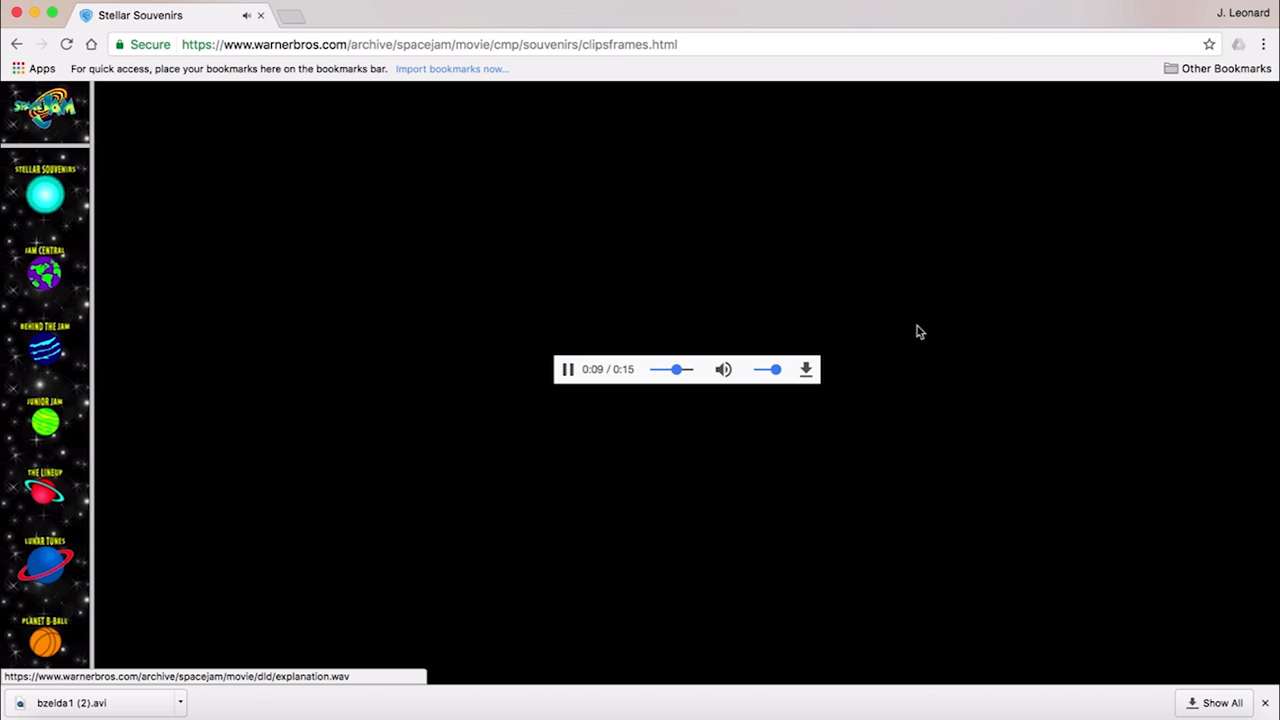 Stellar Souvenirs
J. Leonard
Secure https://www.warnerbros.com/archive/spacejam/movie/cmp/souvenirs/clipsframes.html
Apps For quick access, place your bookmarks here on the bookmarks bar. Import bookmarks now... Other Bookmarks
SPACE JAM
STELLAR SOUVENIRS
JAM CENTRAL
BEHIND THE JAM
0:09 / 0:15
JUNIOR JAM
THE LINEUP
LUNAR TUNES
PLANET B-BALL
https://www.warnerbros.com/archive/spacejam/movie/dld/explanation.wav
bzelda1 (2).avi Show All